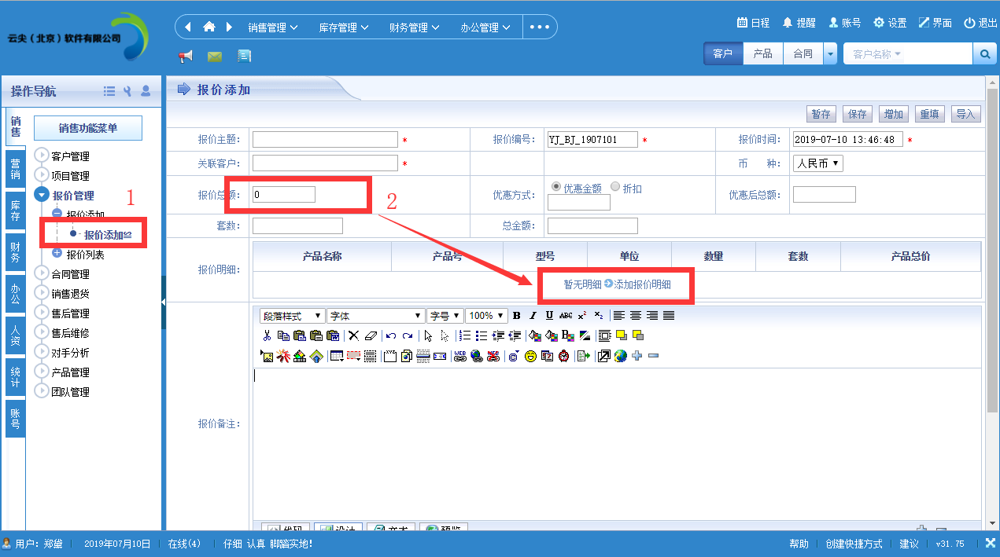 云尖（北京）软件有限公司
销售管理 库存管理 财务管理 办公管理 •••
日程 提醒 账号 设置 界面 退出
客户 产品 合同 客户名称
操作导航
报价添加
暂存 保存 增加 重填 导入
销售
营销
库存
财务
办公
人资
统计
账号
销售功能菜单
客户管理
项目管理
报价管理
1
报价添加
报价添加
报价列表
合同管理
销售退货
售后管理
售后维修
对手分析
产品管理
团队管理
报价主题： * 报价编号： YJ_BJ_1907101 * 报价时间： 2019-07-10 13:46:48 *
关联客户： * 币 种： 人民币
报价总额： 0 2 优惠方式： 优惠金额 折扣 优惠后总额：
套数： 总金额：
报价明细： 产品名称 产品号 型号 单位 数量 套数 产品总价
暂无明细 添加报价明细
段落样式 字体 字号 100% B I U ABC x² x₂
报价备注：
代码 设计 文本 预览
用户：郑蛍 2019年07月10日 在线(4) 仔细 认真 脚踏实地!
帮助 创建快捷方式 建议 v31.75